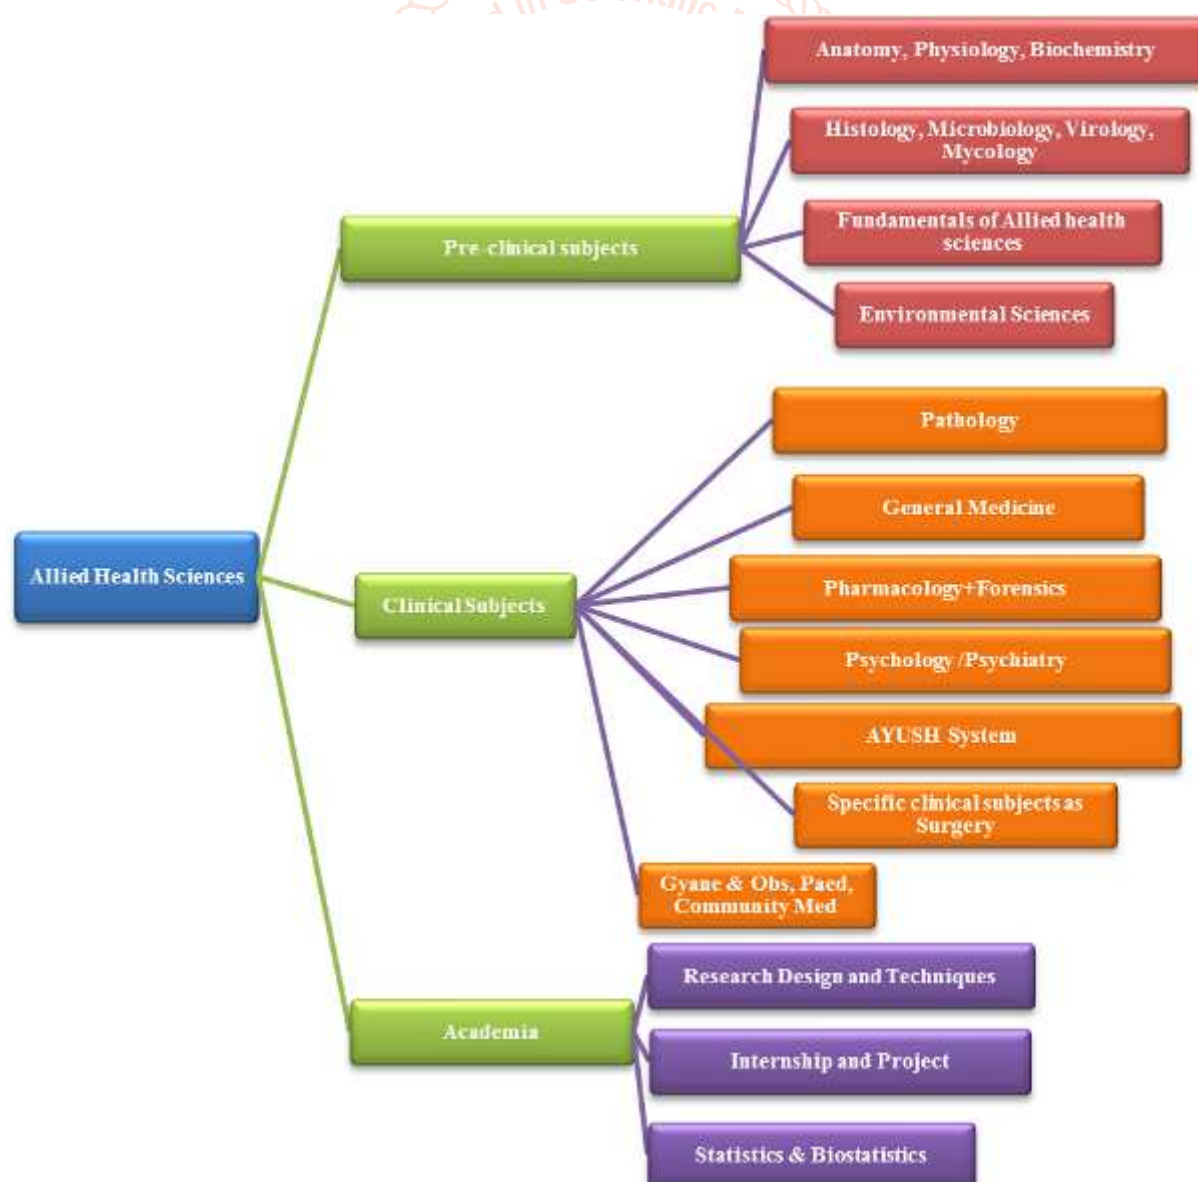 Anatomy, Physiology, Biochemistry
Histology, Microbiology, Virology,
Mycology
Fundamentals of Allied health
sciences
Pre-clinical subjects
Environmental Sciences
Pathology
General Medicine
Allied Health Sciences
Clinical Subjects
Pharmacology+Forensics
Psychology/Psychiatry
AYUSH System
Specific clinical subjects as
Surgery
Gyane & Obs, Paed,
Community Med
Research Design and Techniques
Academia
Internship and Project
Statistics & Biostatistics